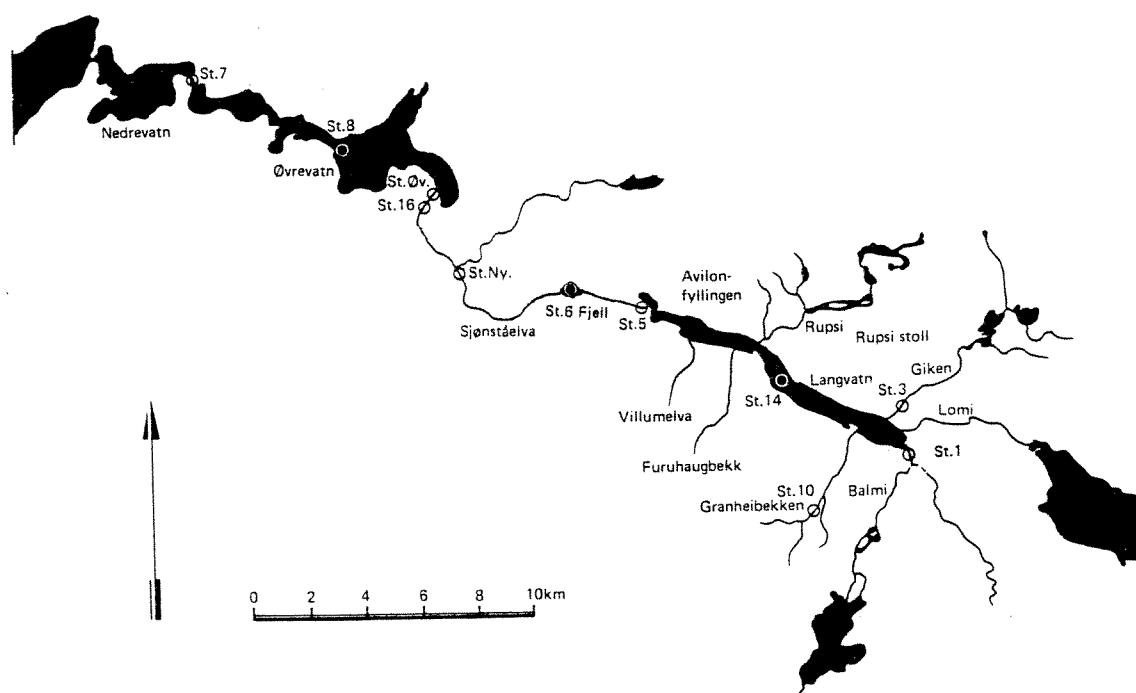 St.7
Nedrevatn
St.8
Øvrevatn
St.Øv.
St.16
St.Ny.
Sjønståelva
St.6 Fjell
St.5
Avilon-
fyllingen
Rupsi
Rupsi stoll
Giken
Langvatn
St.3
St.14
Lomi
Villumelva
Furuhaugbekk
St.1
St.10
Balmi
Granheibekken
0 2 4 6 8 10km